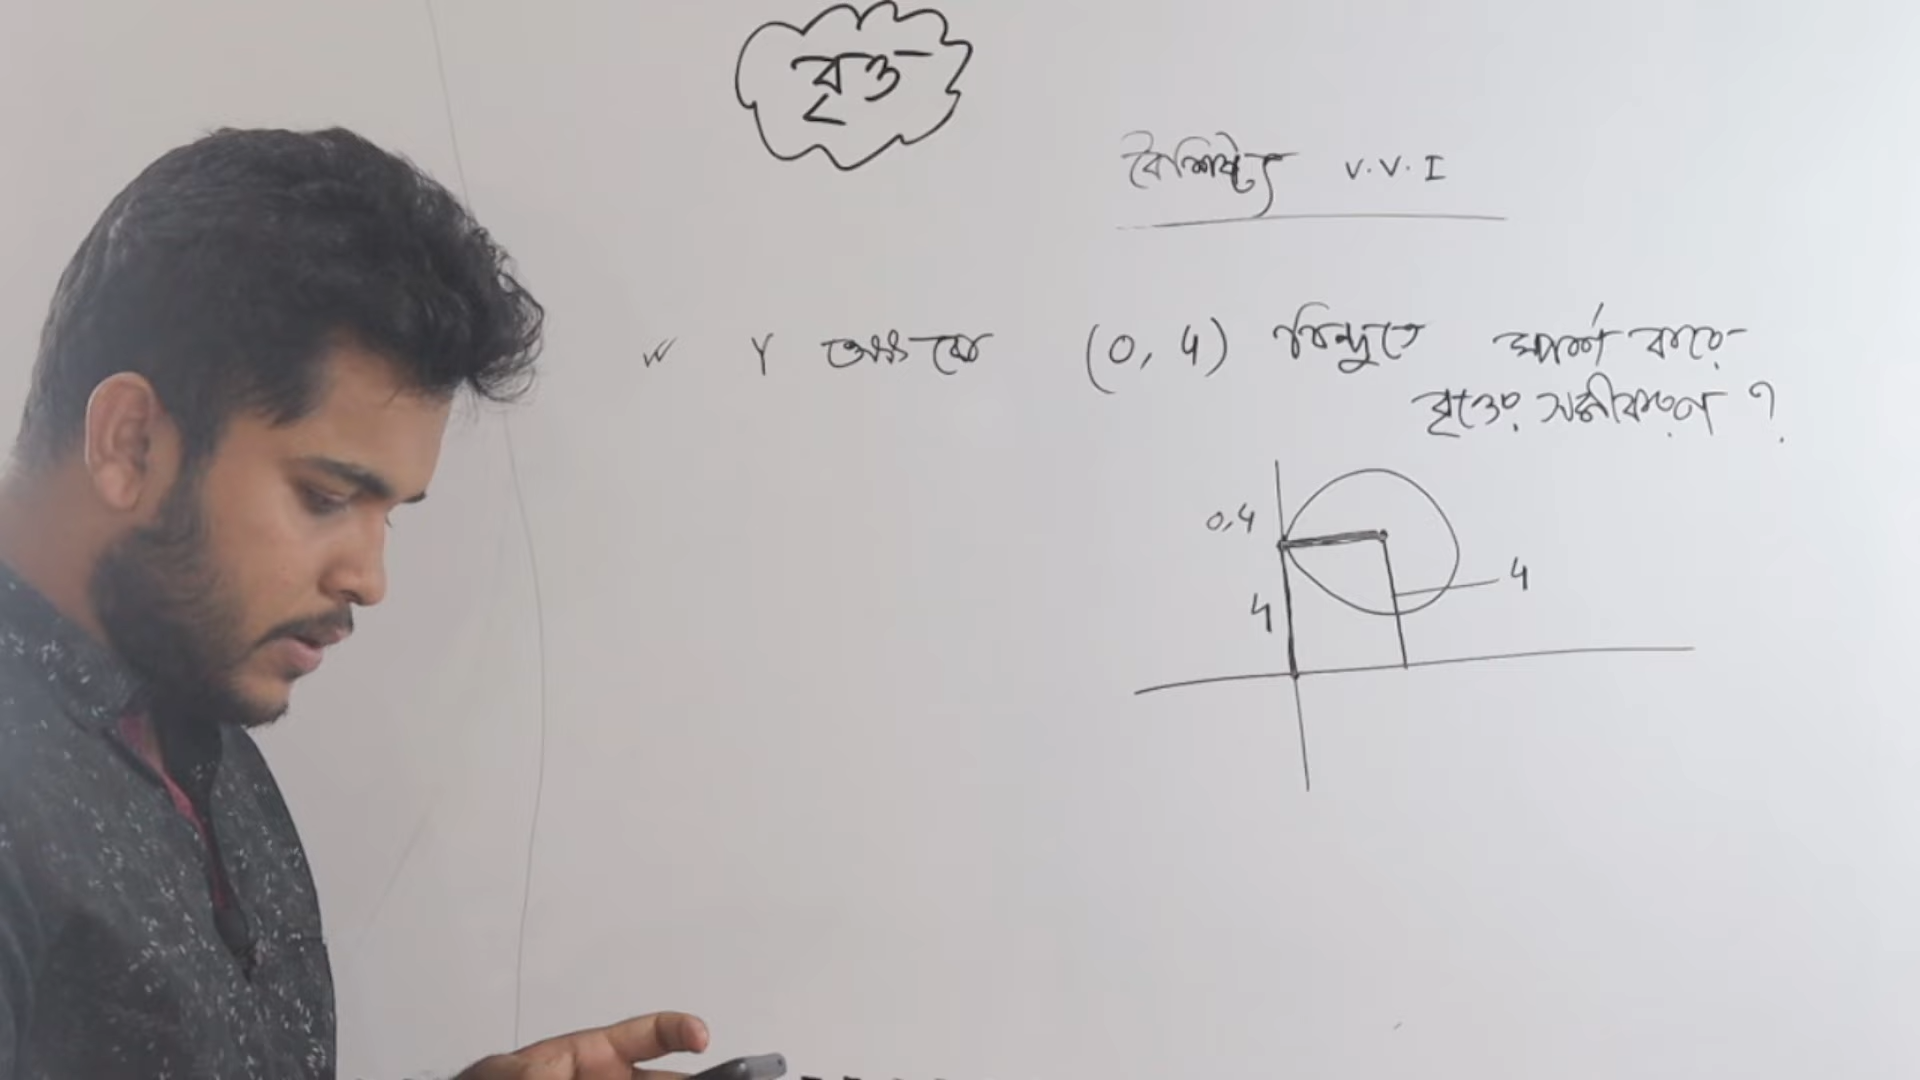 বৃত্ত
বৈশিষ্ট্য V.V.I
Y অক্ষকে (0, 4) বিন্দুতে স্পর্শ করে
বৃত্তের সমীকরণ ?
0,4
4
4